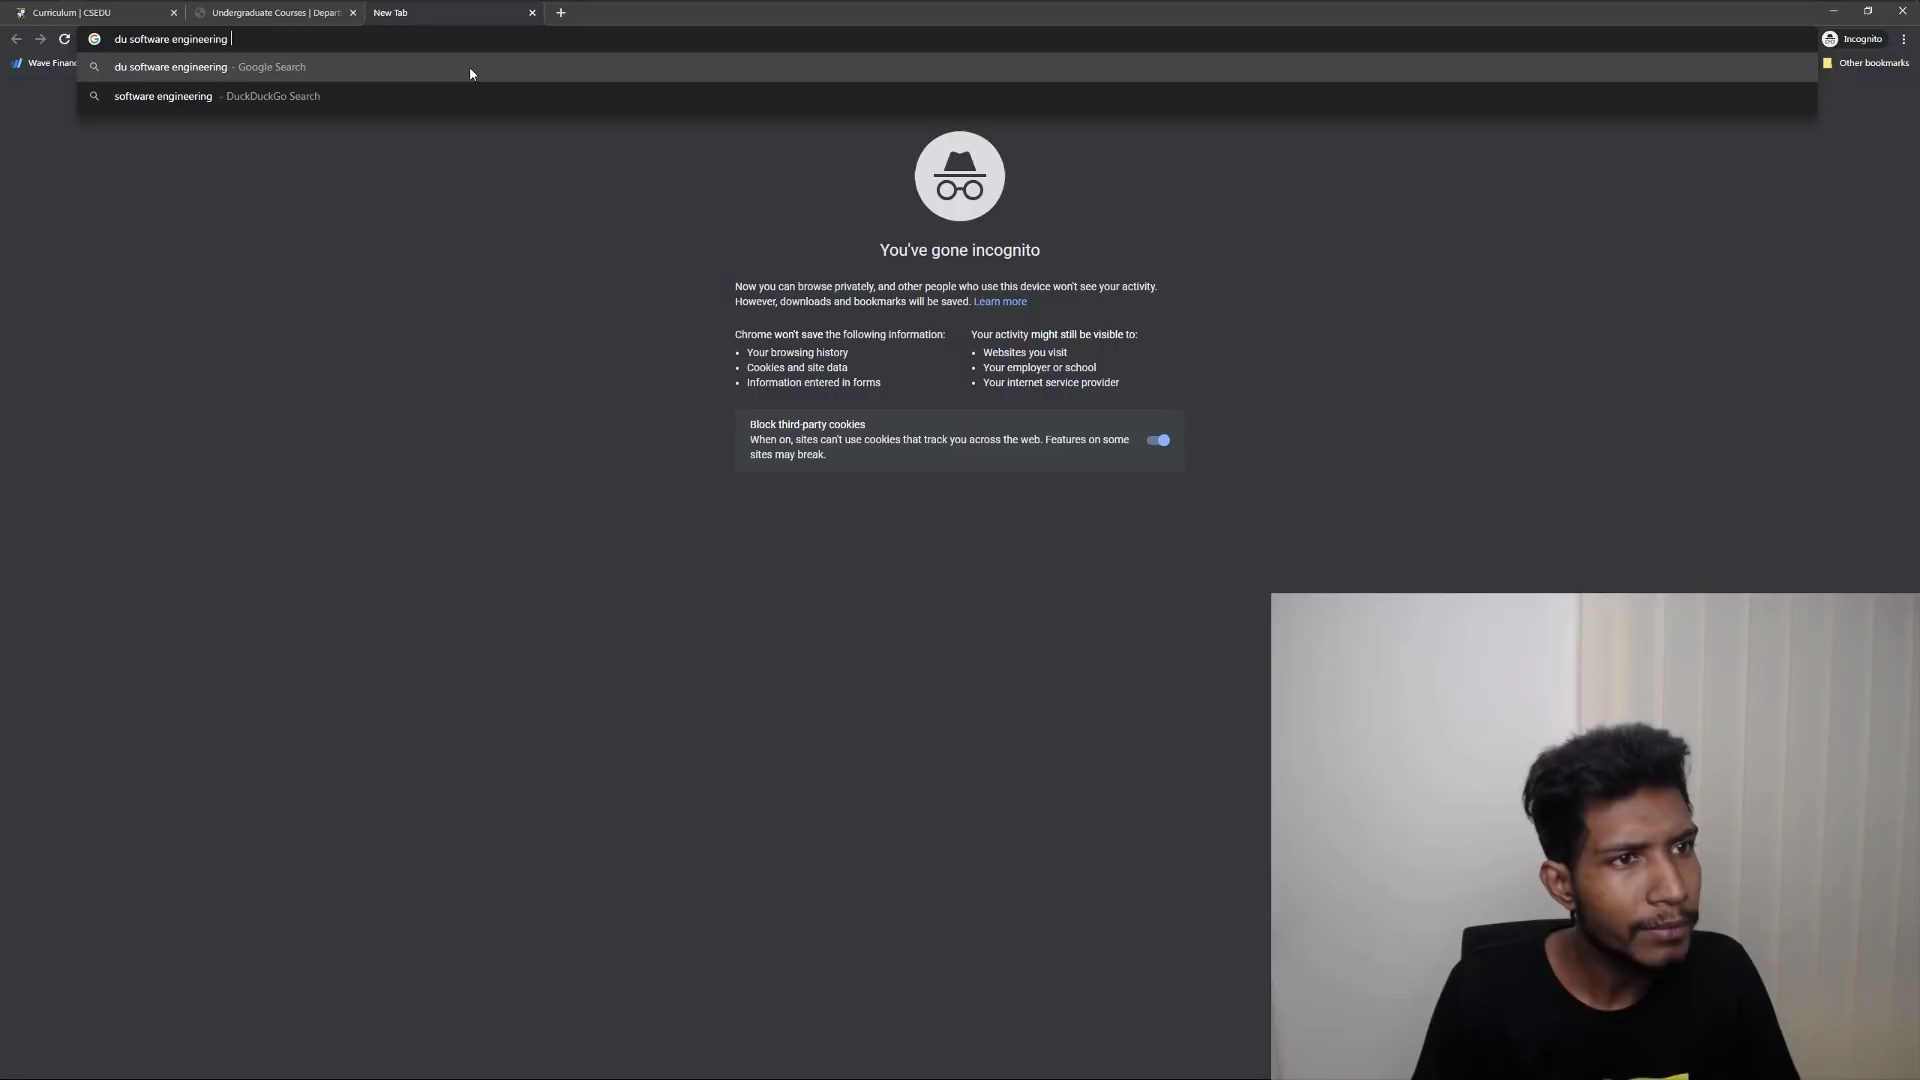 Curriculum | CSEDU
Undergraduate Courses | Depart
New Tab
du software engineering
Incognito
Wave Financ
du software engineering - Google Search
Other bookmarks
software engineering - DuckDuckGo Search
You've gone incognito
Now you can browse privately, and other people who use this device won't see your activity.
However, downloads and bookmarks will be saved. Learn more
Chrome won't save the following information:
• Your browsing history
• Cookies and site data
• Information entered in forms
Your activity might still be visible to:
• Websites you visit
• Your employer or school
• Your internet service provider
Block third-party cookies
When on, sites can't use cookies that track you across the web. Features on some
sites may break.